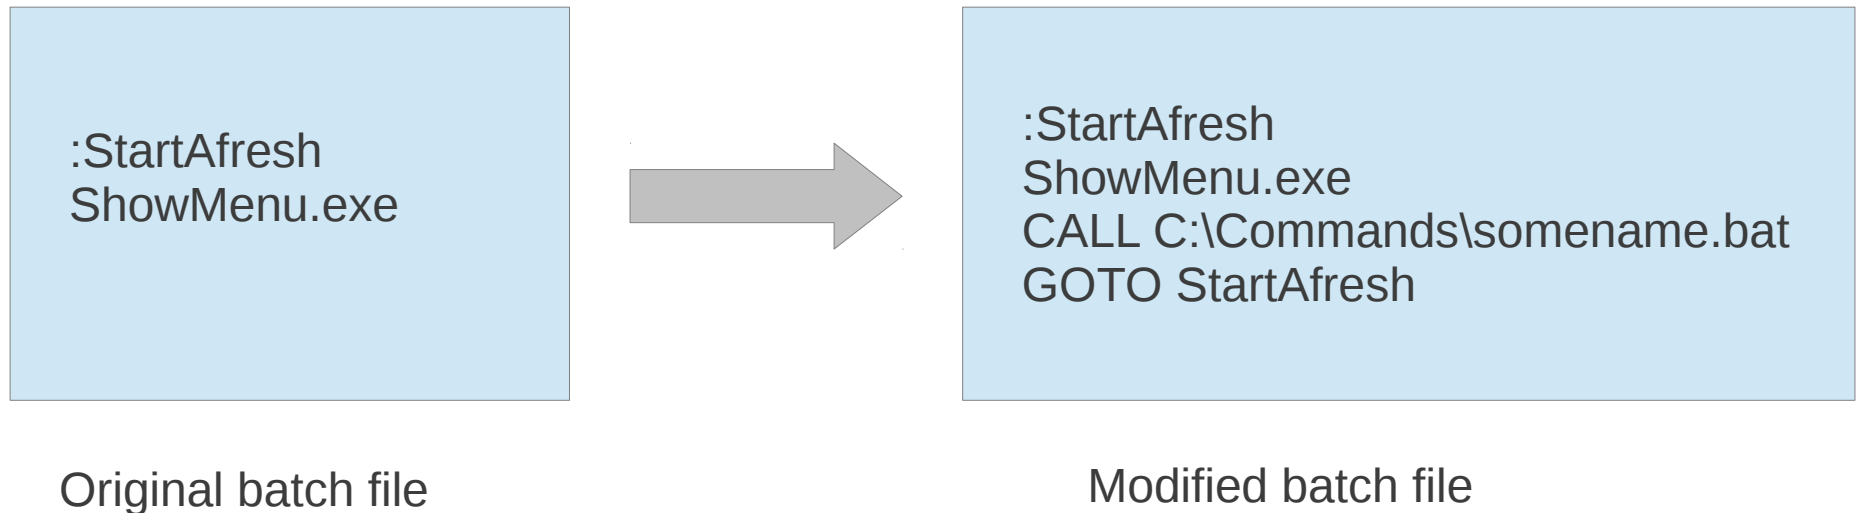 :StartAfresh
ShowMenu.exe
Original batch file
:StartAfresh
ShowMenu.exe
CALL C:\Commands\somename.bat
GOTO StartAfresh
Modified batch file